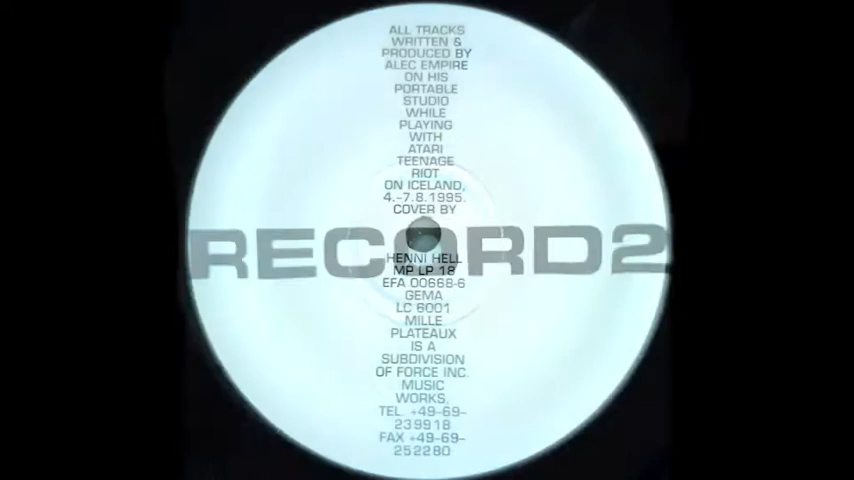 ALL TRACKS
WRITTEN &
PRODUCED BY
ALEC EMPIRE
ON HIS
PORTABLE
STUDIO
WHILE
PLAYING
WITH
ATARI
TEENAGE
RIOT
ON ICELAND,
4.-7.8.1995.
COVER BY
RECORD2
HENNI HELL
MP LP 18
EFA 00668-6
GEMA
LC 6001
MILLE
PLATEAUX
IS A
SUBDIVISION
OF FORCE INC.
MUSIC
WORKS,
TEL. +49-69-
239918
FAX +49-69-
252280